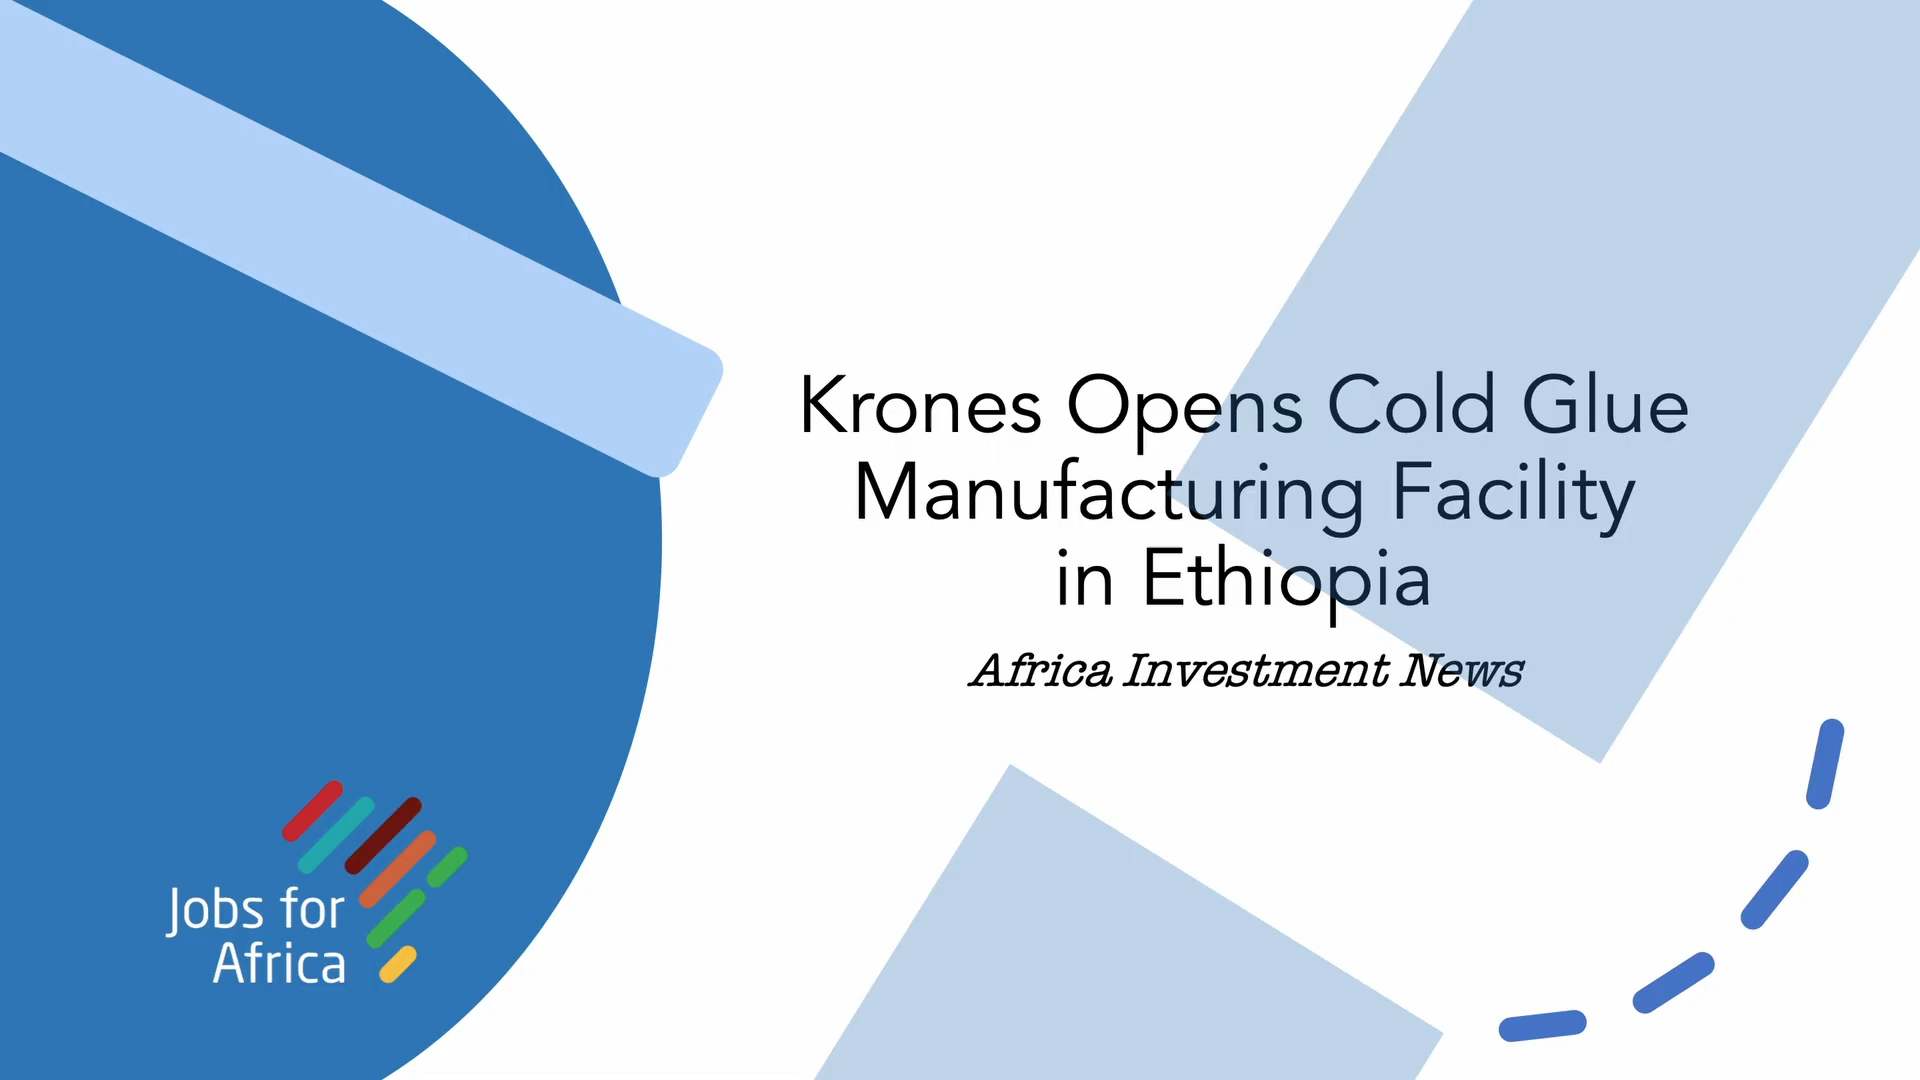 Krones Opens Cold Glue
Manufacturing Facility
in Ethiopia
Africa Investment News
Jobs for
Africa